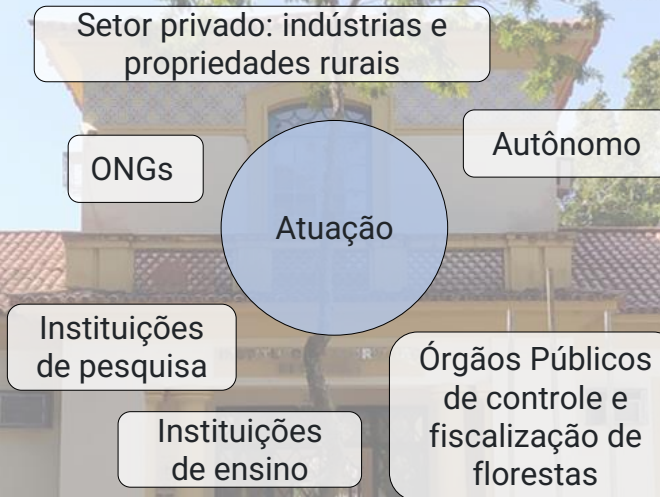 Setor privado: indústrias e
propriedades rurais
ONGs
Autônomo
Atuação
Instituições
de pesquisa
Órgãos Públicos
de controle e
fiscalização de
florestas
Instituições
de ensino